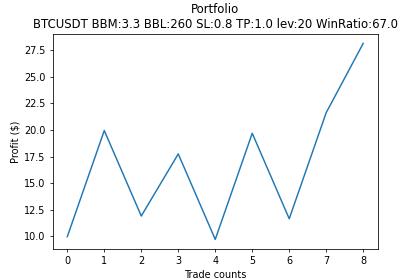 Portfolio
BTCUSDT BBM:3.3 BBL:260 SL:0.8 TP:1.0 lev:20 WinRatio:67.0
27.5
25.0
22.5
20.0
17.5
15.0
12.5
10.0
Profit ($)
0 1 2 3 4 5 6 7 8
Trade counts